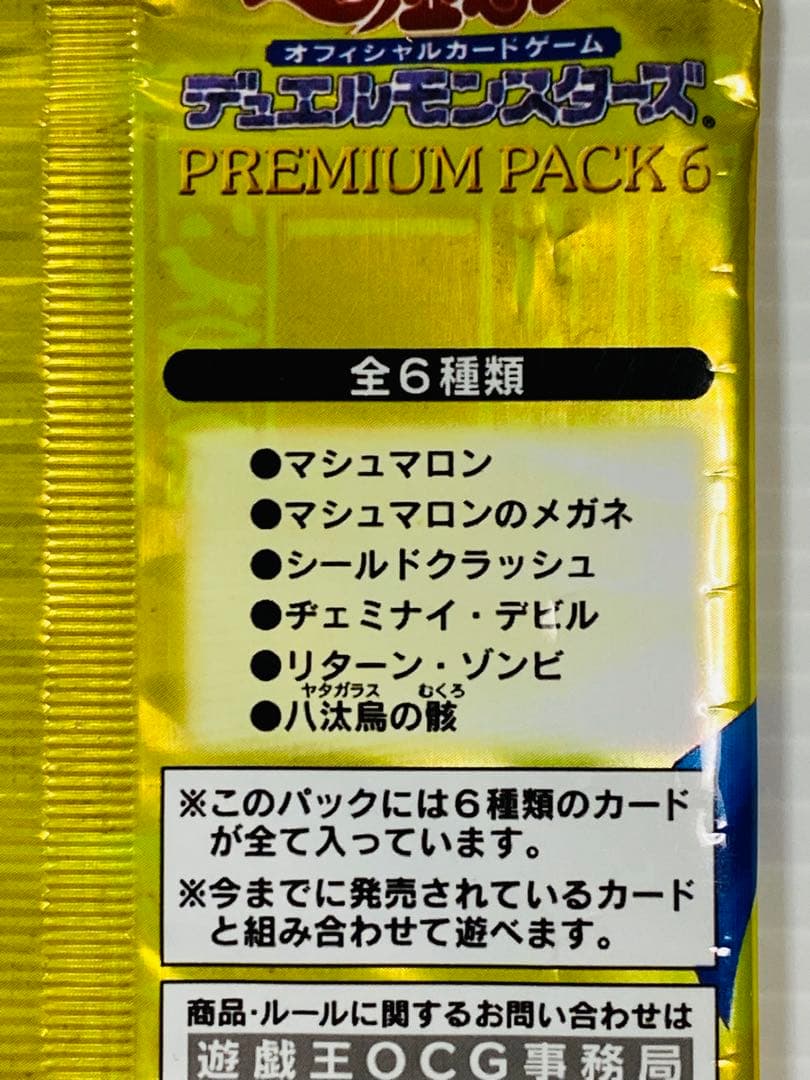 オフィシャルカードゲーム
デュエルモンスターズ
PREMIUM PACK 6
全6種類
●マシュマロン
●マシュマロンのメガネ
●シールドクラッシュ
●ヂェミナイ・デビル
●リターン・ゾンビ
ヤタガラス むくろ
●八汰烏の骸
※このパックには6種類のカード
が全て入っています。
※今までに発売されているカード
と組み合わせて遊べます。
商品・ルールに関するお問い合わせは
遊戯王OCG事務局